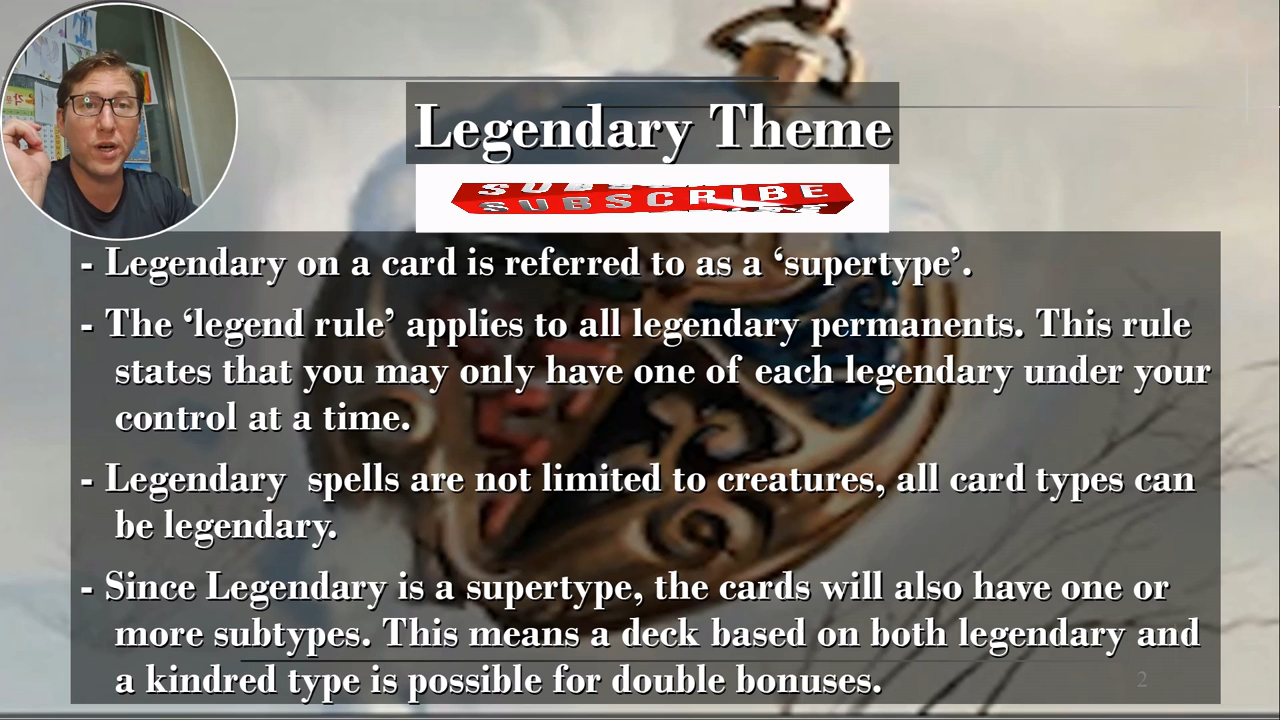 Legendary Theme
SUBSCRIBE
- Legendary on a card is referred to as a ‘supertype’.
- The ‘legend rule’ applies to all legendary permanents. This rule
states that you may only have one of each legendary under your
control at a time.
- Legendary  spells are not limited to creatures, all card types can
be legendary.
- Since Legendary is a supertype, the cards will also have one or
more subtypes. This means a deck based on both legendary and
a kindred type is possible for double bonuses.
2